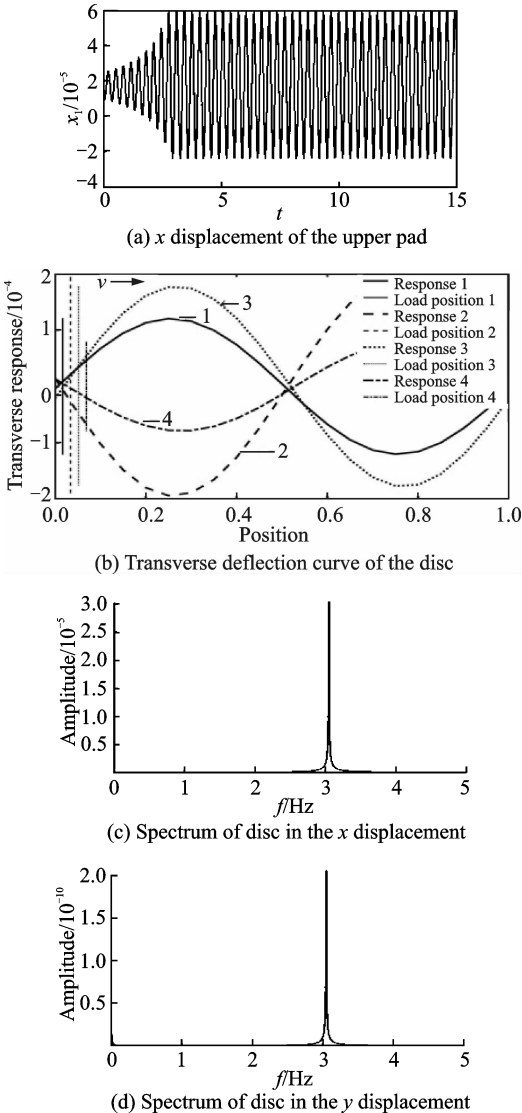 6
4
2
0
−2
−4
x₁/10⁻⁵
0 5 10 15
t
(a) x displacement of the upper pad
2
1
0
−1
−2
Transverse response/10⁻⁴
v
1
3
4
2
Response 1
Load position 1
Response 2
Load position 2
Response 3
Load position 3
Response 4
Load position 4
0.0 0.2 0.4 0.6 0.8 1.0
Position
(b) Transverse deflection curve of the disc
3.0
2.5
2.0
1.5
1.0
0.5
Amplitude/10⁻⁵
0 1 2 3 4 5
f/Hz
(c) Spectrum of disc in the x displacement
2.0
1.5
1.0
0.5
Amplitude/10⁻¹⁰
0 1 2 3 4 5
f/Hz
(d) Spectrum of disc in the y displacement